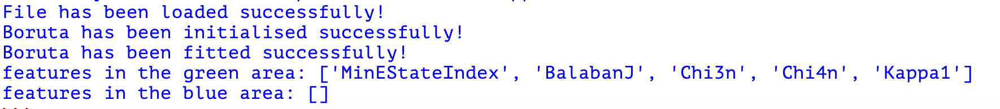 File has been loaded successfully!
Boruta has been initialised successfully!
Boruta has been fitted successfully!
features in the green area: ['MinEStateIndex', 'BalabanJ', 'Chi3n', 'Chi4n', 'Kappa1']
features in the blue area: []